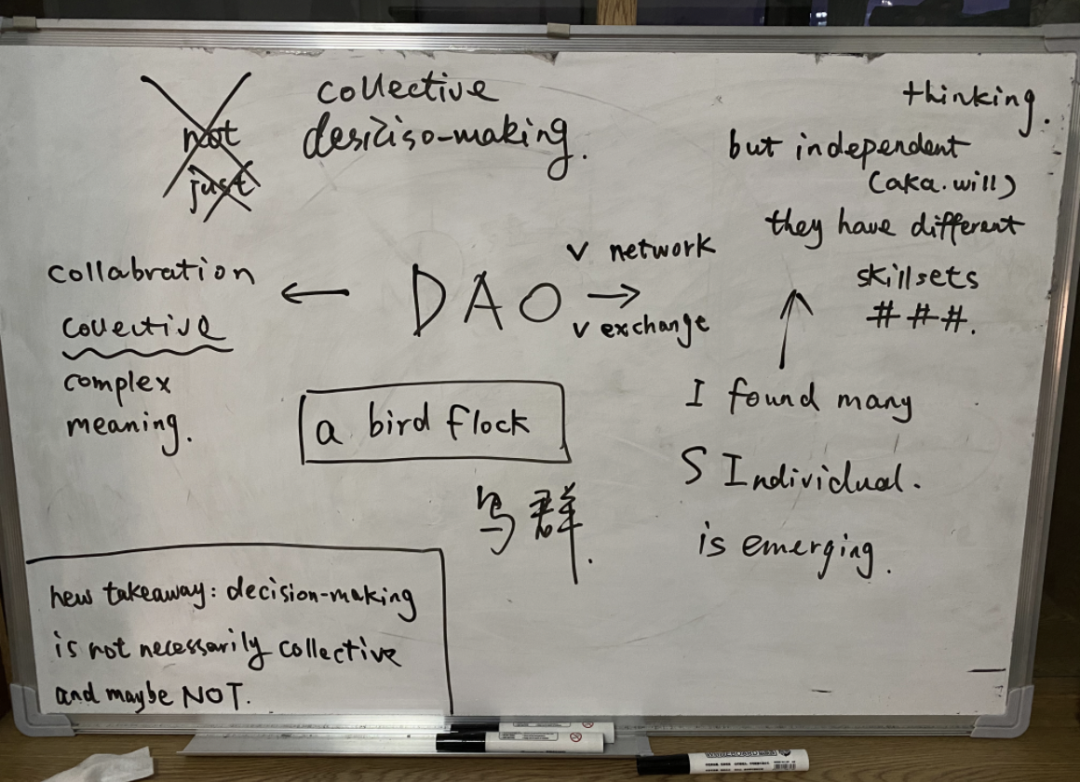 not
just
collective
desiziso-making.
collabration
collective
complex
meaning.
DAO
v network
v exchange
a bird flock
鸟群.
thinking.
but independent
(aka.will)
they have different
skillsets
# # #.
I found many
S Individual.
is emerging.
new takeaway: decision-making
is not necessarily collective
and maybe NOT.